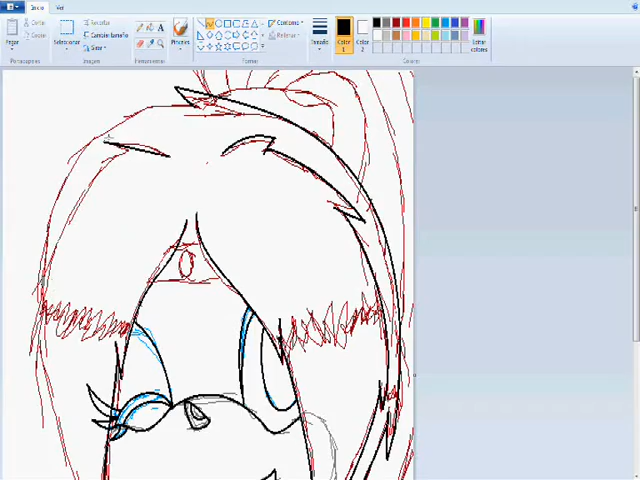 Inicio Ver
Pegar
Cortar
Copiar
Portapapeles
Seleccionar
Recortar
Cambiar tamaño
Girar
Imagen
Herramientas
Pinceles
Contorno
Relleno
Formas
Tamaño
Color 1
Color 2
Editar colores
Colores